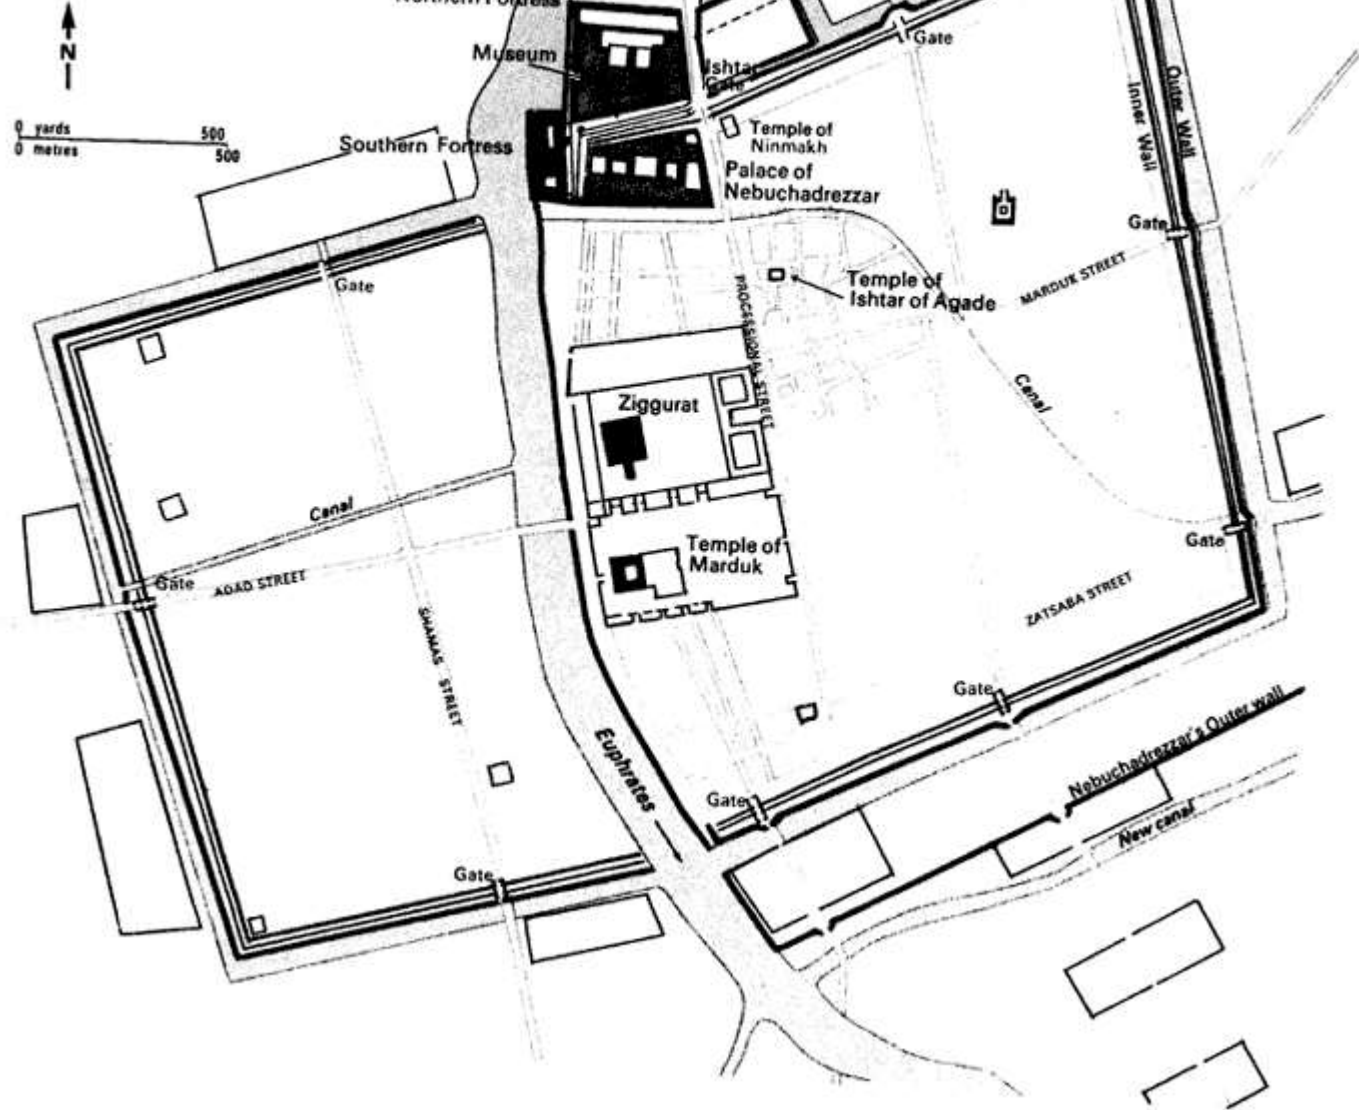 Northern Fortress
N
Museum
Ishtar
Gate
Gate
0 yards 500
0 metres 500
Southern Fortress
Temple of
Ninmakh
Palace of
Nebuchadrezzar
Inner Wall
Outer Wall
Gate
Gate
Temple of
Ishtar of Agade
MARDUK STREET
PROCESSIONAL STREET
Canal
Ziggurat
Canal
Temple of
Marduk
Gate
Gate
ADAD STREET
SHAMAS STREET
ZATSABA STREET
Gate
Euphrates
Gate
Nebuchadrezzar's Outer wall
New canal
Gate